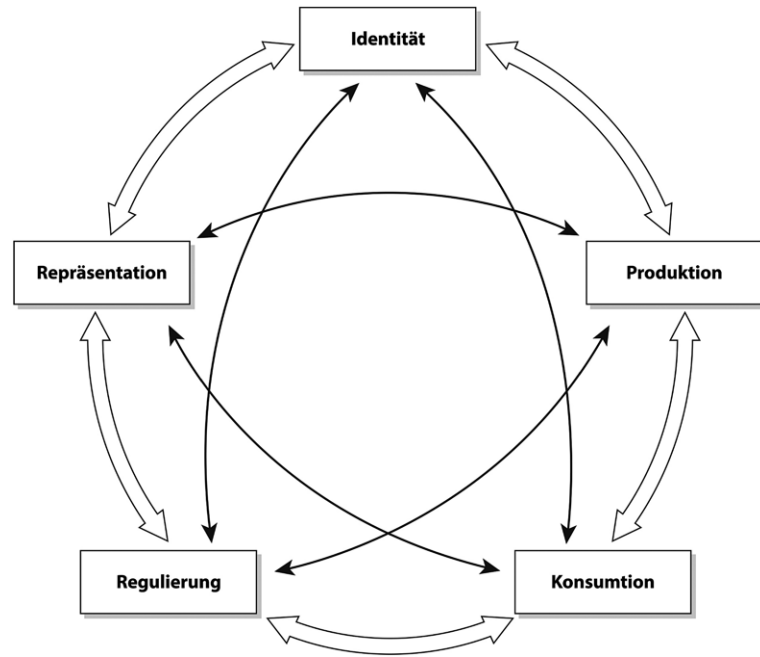 Identität
Repräsentation
Produktion
Regulierung
Konsumtion